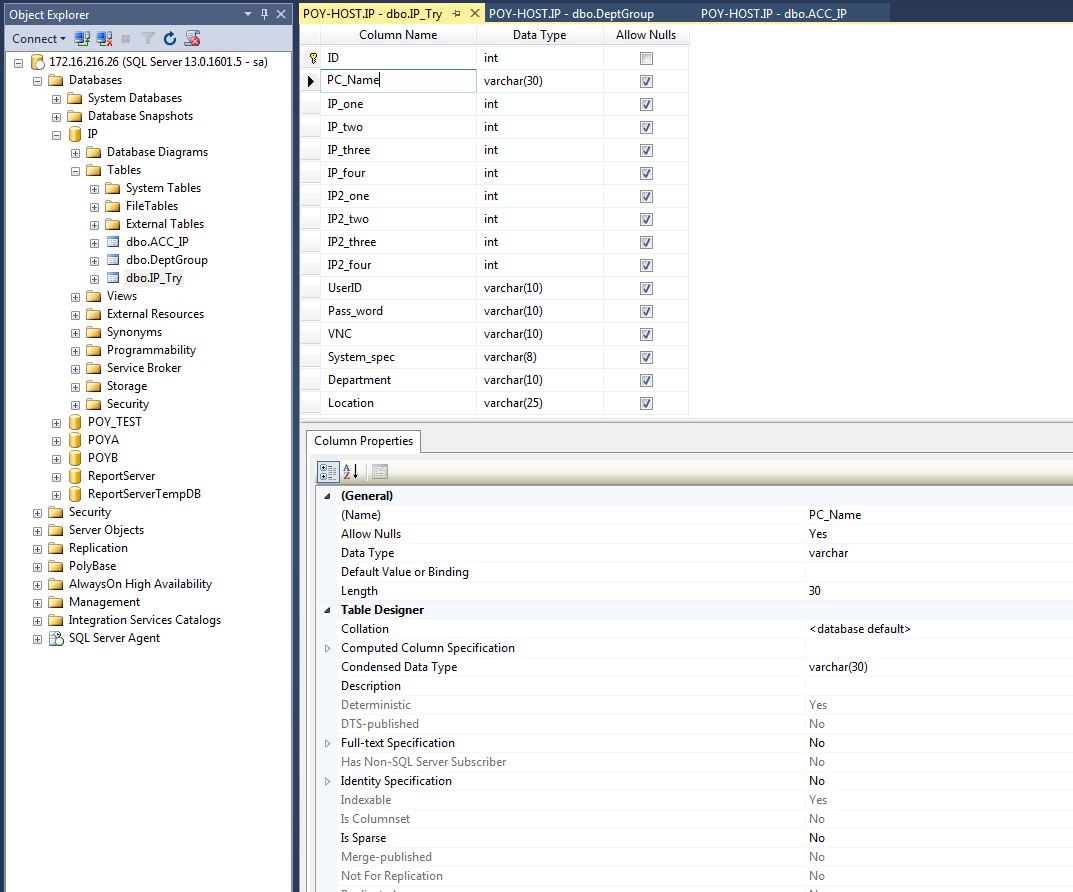 Object Explorer
Connect
172.16.216.26 (SQL Server 13.0.1601.5 - sa)
Databases
System Databases
Database Snapshots
IP
Database Diagrams
Tables
System Tables
FileTables
External Tables
dbo.ACC_IP
dbo.DeptGroup
dbo.IP_Try
Views
External Resources
Synonyms
Programmability
Service Broker
Storage
Security
POY_TEST
POYA
POYB
ReportServer
ReportServerTempDB
Security
Server Objects
Replication
PolyBase
AlwaysOn High Availability
Management
Integration Services Catalogs
SQL Server Agent
POY-HOST.IP - dbo.IP_Try POY-HOST.IP - dbo.DeptGroup POY-HOST.IP - dbo.ACC_IP
Column Name Data Type Allow Nulls
ID int
PC_Name varchar(30)
IP_one int
IP_two int
IP_three int
IP_four int
IP2_one int
IP2_two int
IP2_three int
IP2_four int
UserID varchar(10)
Pass_word varchar(10)
VNC varchar(10)
System_spec varchar(8)
Department varchar(10)
Location varchar(25)
Column Properties
(General)
(Name) PC_Name
Allow Nulls Yes
Data Type varchar
Default Value or Binding
Length 30
Table Designer
Collation <database default>
Computed Column Specification
Condensed Data Type varchar(30)
Description
Deterministic Yes
DTS-published No
Full-text Specification No
Has Non-SQL Server Subscriber No
Identity Specification No
Indexable Yes
Is Columnset No
Is Sparse No
Merge-published No
Not For Replication No